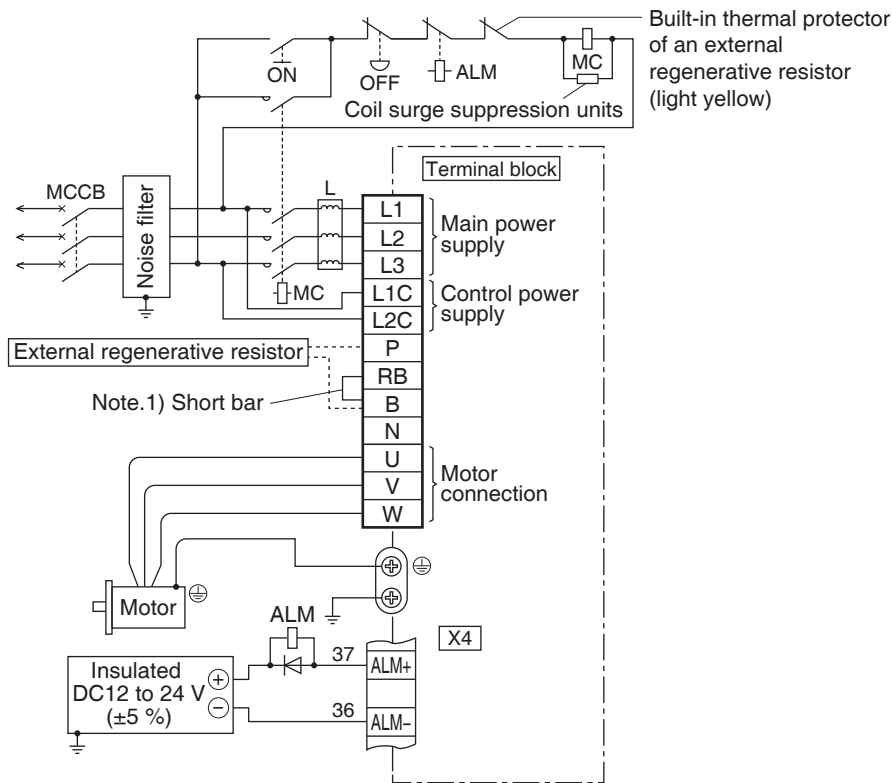 Built-in thermal protector
of an external
regenerative resistor
(light yellow)
ON
OFF
ALM
MC
Coil surge suppression units
Terminal block
MCCB
Noise filter
L
L1
L2
L3
Main power
supply
MC
L1C
L2C
Control power
supply
External regenerative resistor
P
RB
Note.1) Short bar
B
N
U
V
W
Motor
connection
Motor
ALM
X4
Insulated
DC12 to 24 V
(±5 %)
+
−
37
ALM+
36
ALM−